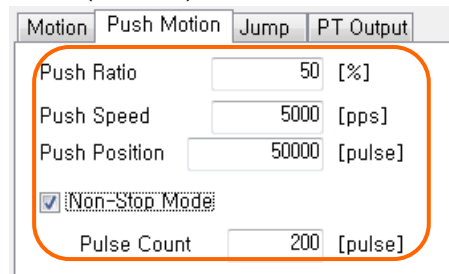 Motion Push Motion Jump PT Output
Push Ratio 50 [%]
Push Speed 5000 [pps]
Push Position 50000 [pulse]
Non-Stop Mode
Pulse Count 200 [pulse]